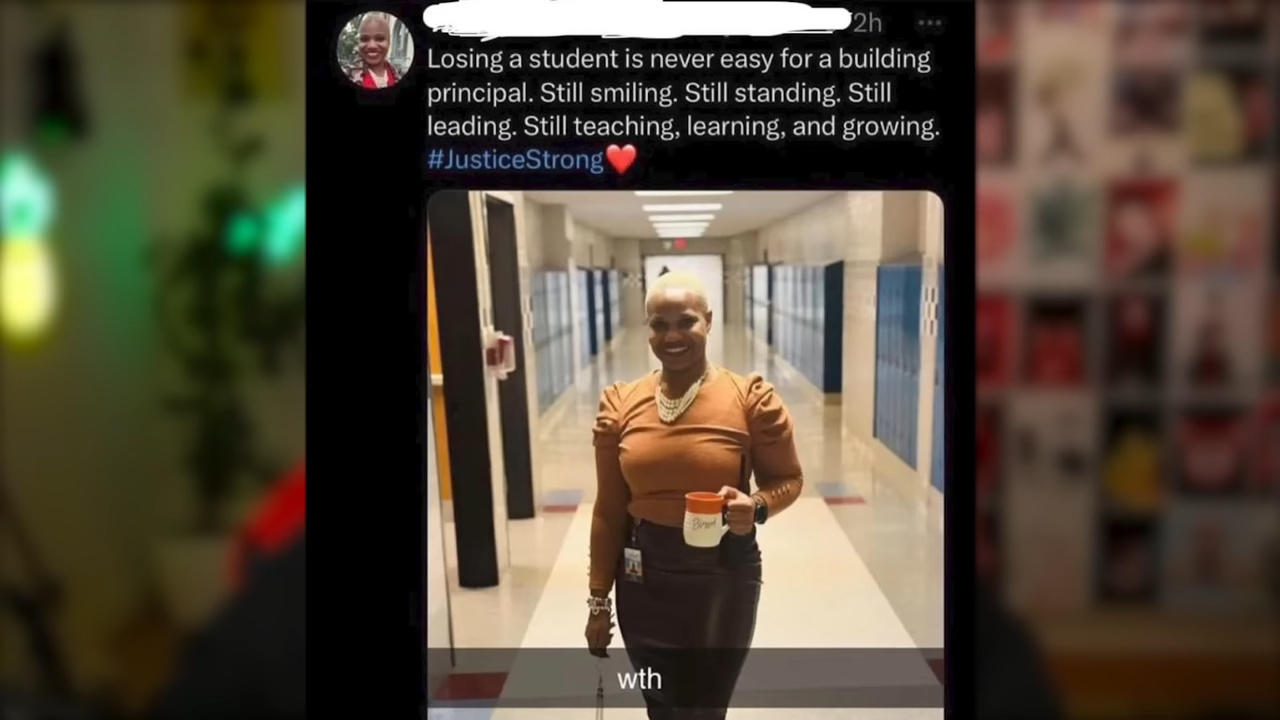 2h
Losing a student is never easy for a building
principal. Still smiling. Still standing. Still
leading. Still teaching, learning, and growing.
#JusticeStrong❤️
wth